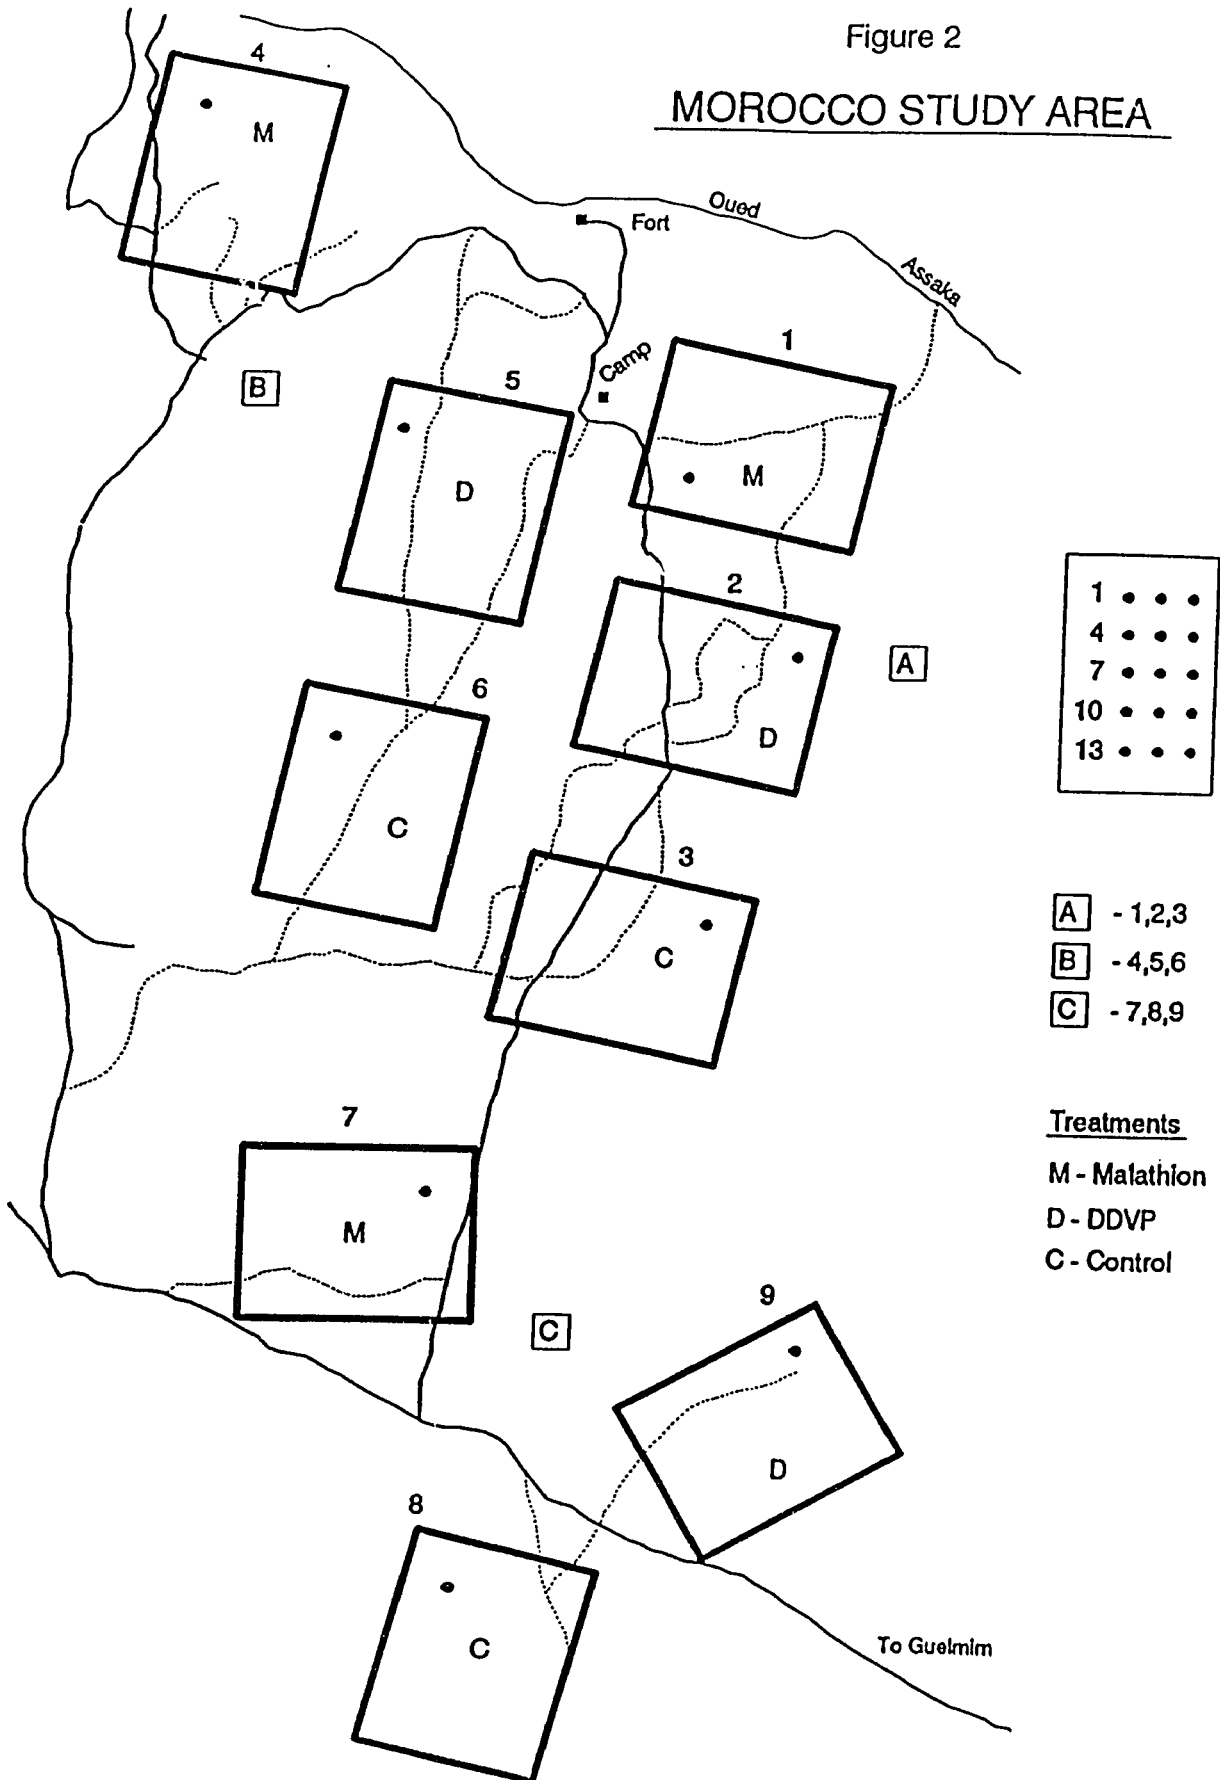 Figure 2
MOROCCO STUDY AREA
4
M
Oued
Fort
Assaka
1
Camp
B
5
M
D
2
1
4
A
7
6
10
D
13
C
3
A - 1,2,3
C
B - 4,5,6
C - 7,8,9
7
Treatments
M - Malathion
M
D - DDVP
C - Control
9
C
D
8
C
To Guelmim